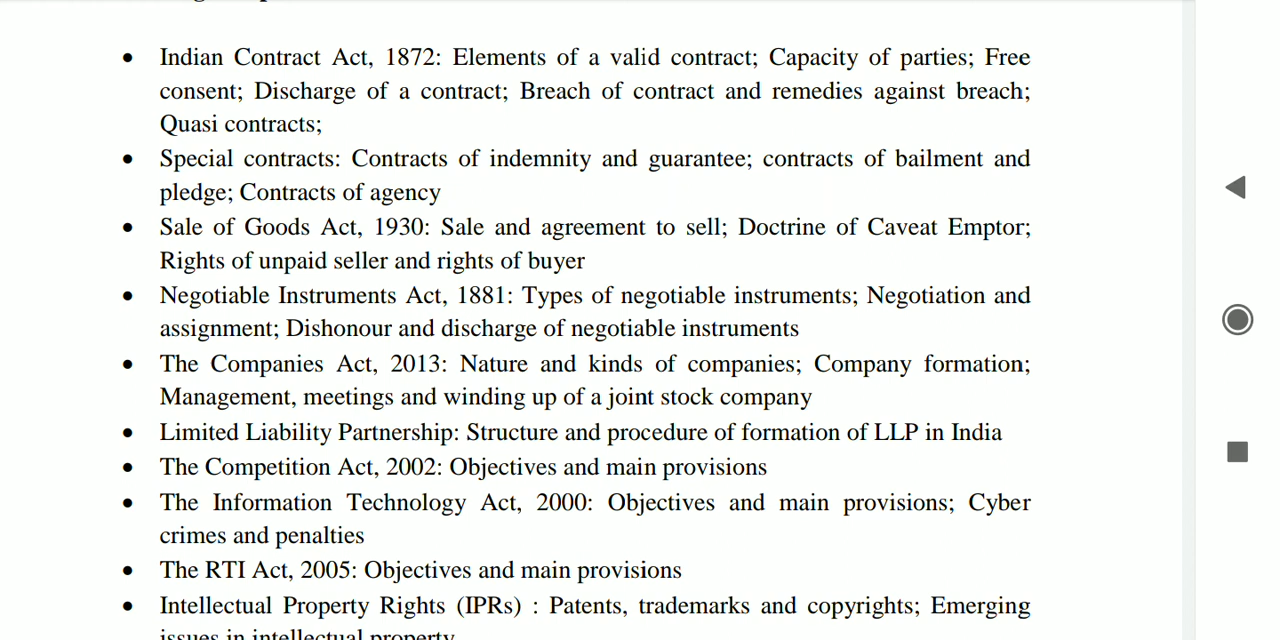 • Indian Contract Act, 1872: Elements of a valid contract; Capacity of parties; Free
consent; Discharge of a contract; Breach of contract and remedies against breach;
Quasi contracts;
• Special contracts: Contracts of indemnity and guarantee; contracts of bailment and
pledge; Contracts of agency
• Sale of Goods Act, 1930: Sale and agreement to sell; Doctrine of Caveat Emptor;
Rights of unpaid seller and rights of buyer
• Negotiable Instruments Act, 1881: Types of negotiable instruments; Negotiation and
assignment; Dishonour and discharge of negotiable instruments
• The Companies Act, 2013: Nature and kinds of companies; Company formation;
Management, meetings and winding up of a joint stock company
• Limited Liability Partnership: Structure and procedure of formation of LLP in India
• The Competition Act, 2002: Objectives and main provisions
• The Information Technology Act, 2000: Objectives and main provisions; Cyber
crimes and penalties
• The RTI Act, 2005: Objectives and main provisions
• Intellectual Property Rights (IPRs) : Patents, trademarks and copyrights; Emerging
issues in intellectual property